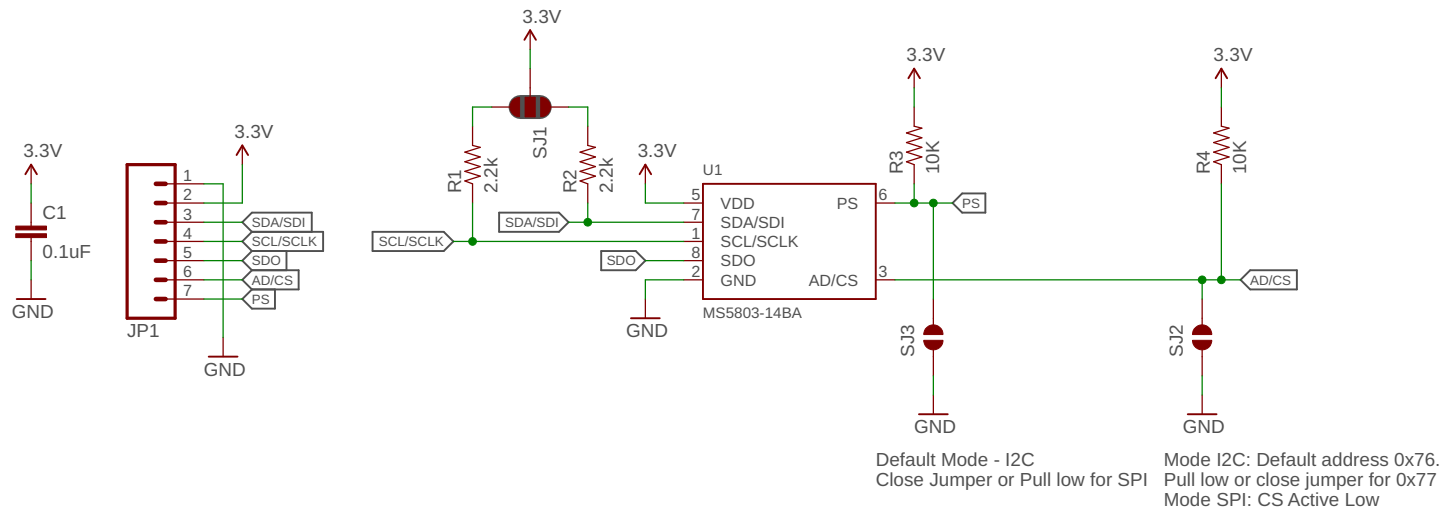 3.3V
C1
0.1uF
GND
3.3V
1
2
3
4
5
6
7
SDA/SDI
SCL/SCLK
SDO
AD/CS
PS
JP1
GND
3.3V
SJ1
R1
2.2k
R2
2.2k
SCL/SCLK
SDA/SDI
SDO
3.3V
GND
U1
5
7
1
8
2
VDD
SDA/SDI
SCL/SCLK
SDO
GND
PS
AD/CS
6
3
MS5803-14BA
3.3V
R3
10K
PS
SJ3
GND
Default Mode - I2C
Close Jumper or Pull low for SPI
3.3V
R4
10K
AD/CS
SJ2
GND
Mode I2C: Default address 0x76.
Pull low or close jumper for 0x77
Mode SPI: CS Active Low